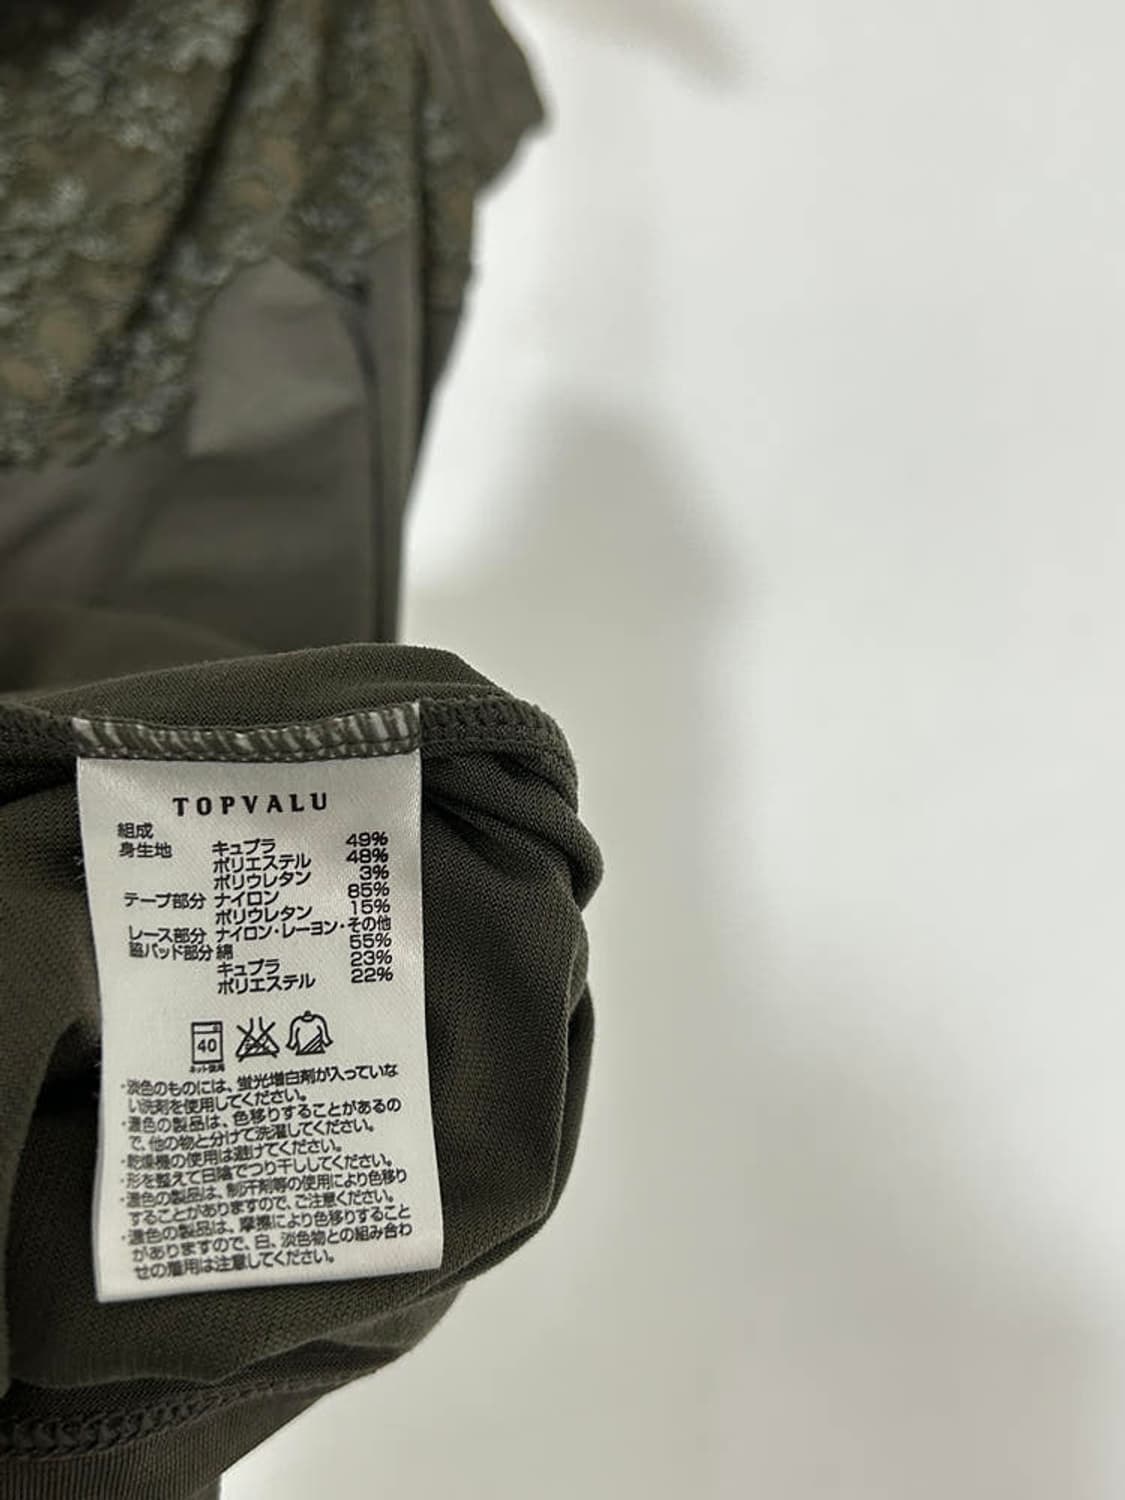 TOPVALU
組成
身生地 キュプラ 49%
ポリエステル 48%
ポリウレタン 3%
テープ部分 ナイロン 85%
ポリウレタン 15%
レース部分 ナイロン・レーヨン・その他
脇パッド部分 綿 55%
キュプラ 23%
ポリエステル 22%
40
ネット使用
・淡色のものには、蛍光増白剤が入っていな
い洗剤を使用してください。
・濃色の製品は、色移りすることがあるの
で、他の物と分けて洗濯してください。
・乾燥機の使用は避けてください。
・形を整えて日陰でつり干ししてください。
・濃色の製品は、制汗剤等の使用により色移り
することがありますので、ご注意ください。
・濃色の製品は、摩擦により色移りすること
がありますので、白、淡色物との組み合わ
せの着用は注意してください。